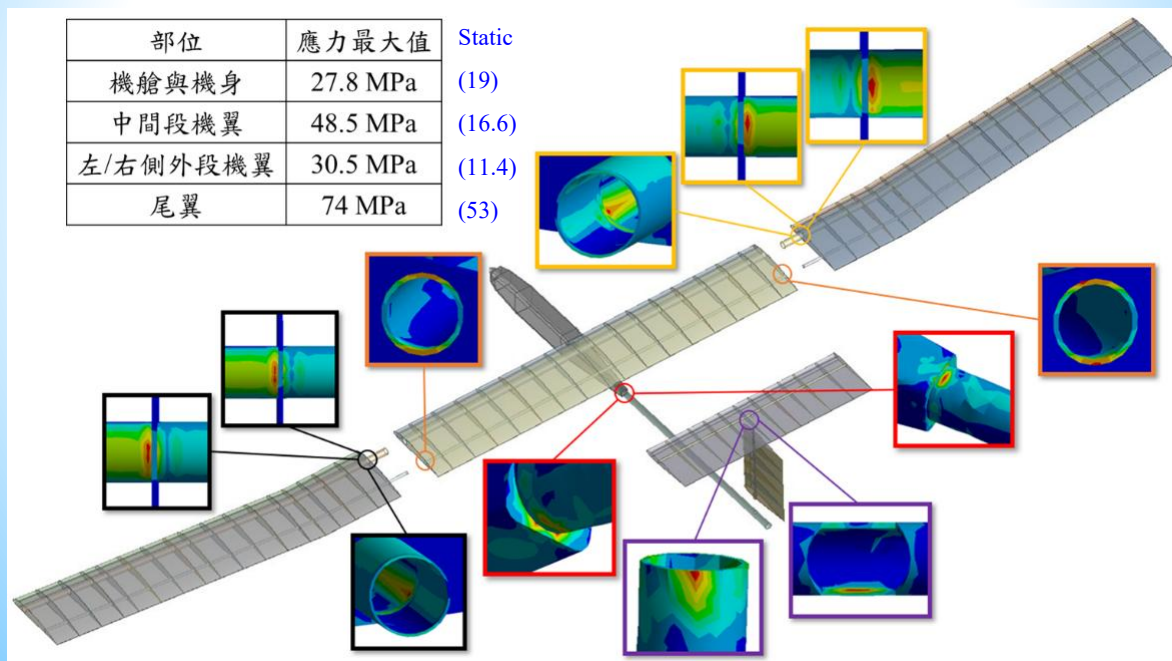 部位 應力最大值 Static
機艙與機身 27.8 MPa (19)
中間段機翼 48.5 MPa (16.6)
左/右側外段機翼 30.5 MPa (11.4)
尾翼 74 MPa (53)